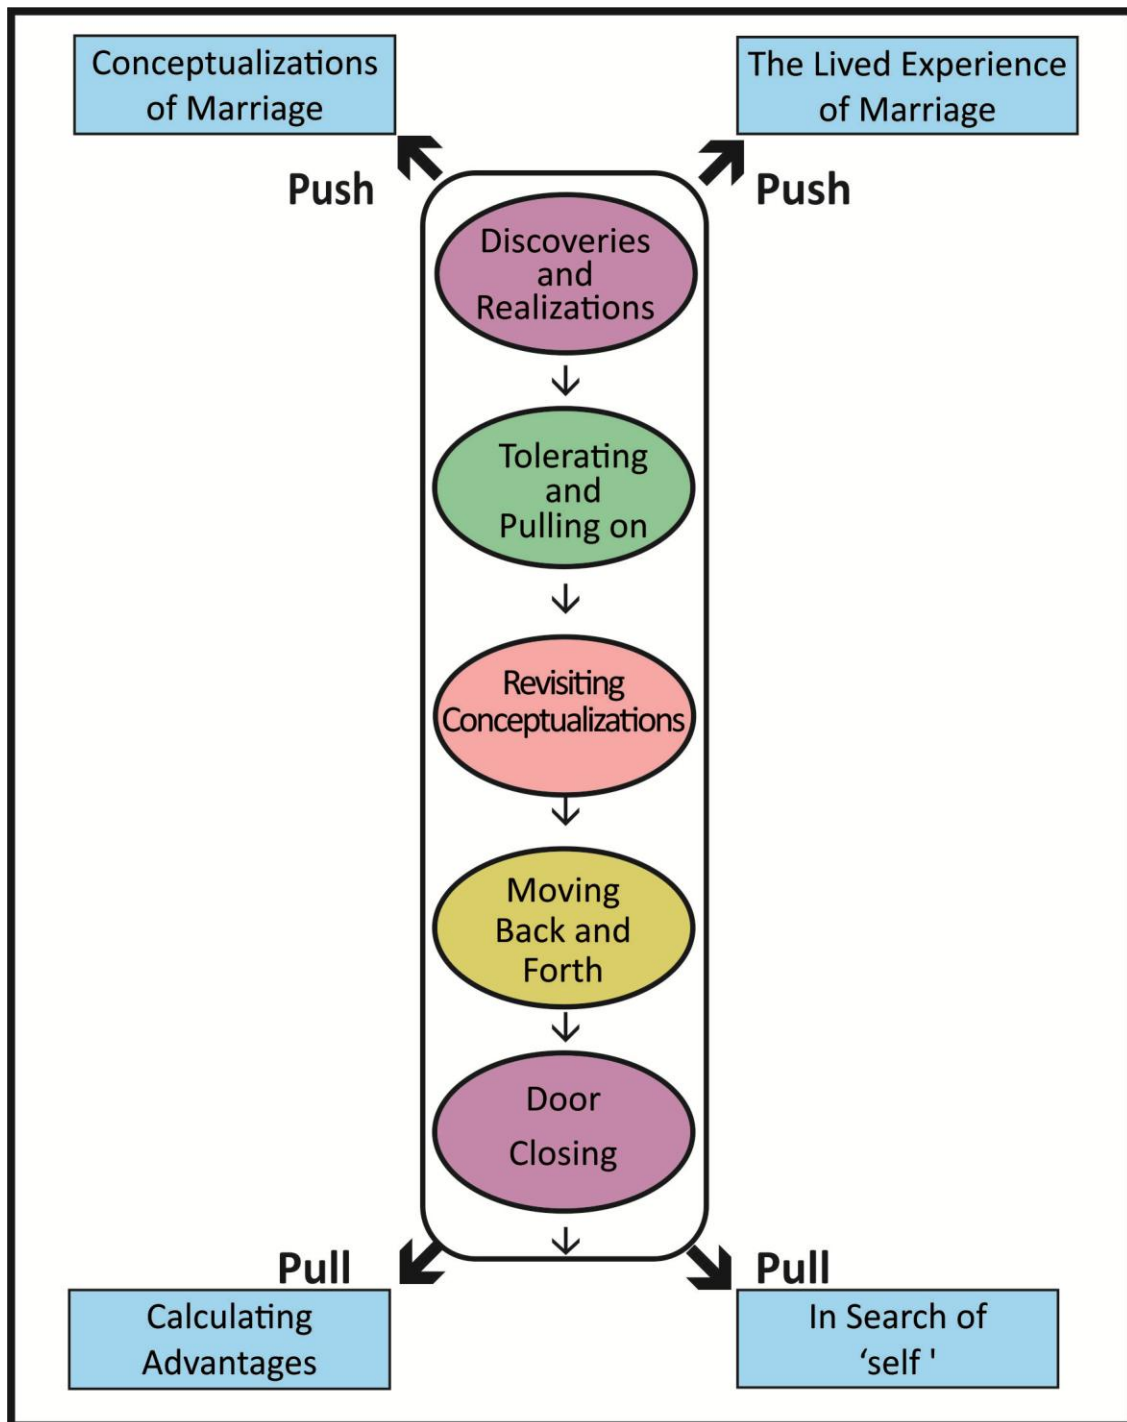 Conceptualizations
of Marriage
The Lived Experience
of Marriage
Push
Push
Discoveries
and
Realizations
Tolerating
and
Pulling on
Revisiting
Conceptualizations
Moving
Back and
Forth
Door
Closing
Pull
Pull
Calculating
Advantages
In Search of
‘self '